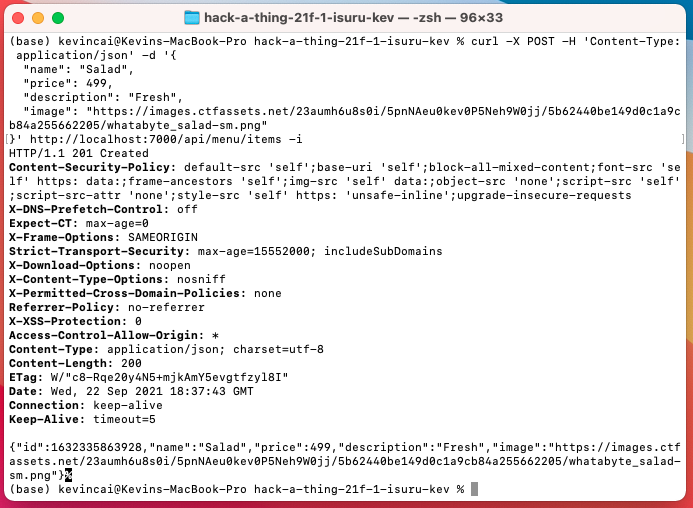 hack-a-thing-21f-1-isuru-kev — -zsh — 96×33
(base) kevincai@Kevins-MacBook-Pro hack-a-thing-21f-1-isuru-kev % curl -X POST -H 'Content-Type:
 application/json' -d '{
  "name": "Salad",
  "price": 499,
  "description": "Fresh",
  "image": "https://images.ctfassets.net/23aumh6u8s0i/5pnNAeu0kev0P5Neh9W0jj/5b62440be149d0c1a9c
b84a255662205/whatabyte_salad-sm.png"
}' http://localhost:7000/api/menu/items -i
HTTP/1.1 201 Created
Content-Security-Policy: default-src 'self';base-uri 'self';block-all-mixed-content;font-src 'se
lf' https: data:;frame-ancestors 'self';img-src 'self' data:;object-src 'none';script-src 'self'
;script-src-attr 'none';style-src 'self' https: 'unsafe-inline';upgrade-insecure-requests
X-DNS-Prefetch-Control: off
Expect-CT: max-age=0
X-Frame-Options: SAMEORIGIN
Strict-Transport-Security: max-age=15552000; includeSubDomains
X-Download-Options: noopen
X-Content-Type-Options: nosniff
X-Permitted-Cross-Domain-Policies: none
Referrer-Policy: no-referrer
X-XSS-Protection: 0
Access-Control-Allow-Origin: *
Content-Type: application/json; charset=utf-8
Content-Length: 200
ETag: W/"c8-Rqe20y4N5+mjkAmY5evgtfzyl8I"
Date: Wed, 22 Sep 2021 18:37:43 GMT
Connection: keep-alive
Keep-Alive: timeout=5

{"id":1632335863928,"name":"Salad","price":499,"description":"Fresh","image":"https://images.ctf
assets.net/23aumh6u8s0i/5pnNAeu0kev0P5Neh9W0jj/5b62440be149d0c1a9cb84a255662205/whatabyte_salad-
sm.png"}%
(base) kevincai@Kevins-MacBook-Pro hack-a-thing-21f-1-isuru-kev %